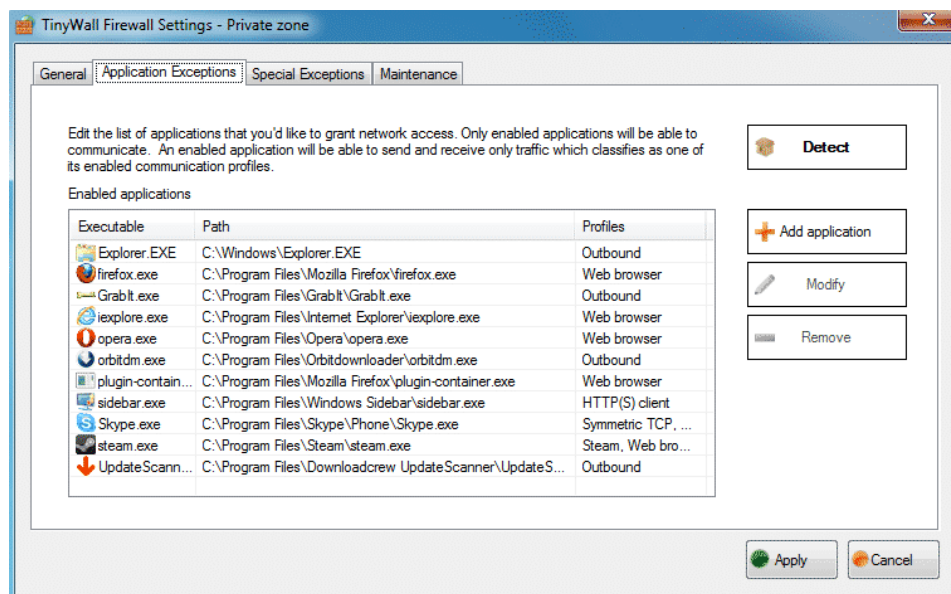 TinyWall Firewall Settings - Private zone
General Application Exceptions Special Exceptions Maintenance
Edit the list of applications that you'd like to grant network access. Only enabled applications will be able to
communicate. An enabled application will be able to send and receive only traffic which classifies as one of
its enabled communication profiles.
Detect
Enabled applications
Executable Path Profiles
Explorer.EXE C:\Windows\Explorer.EXE Outbound
firefox.exe C:\Program Files\Mozilla Firefox\firefox.exe Web browser
GrabIt.exe C:\Program Files\GrabIt\GrabIt.exe Outbound
iexplore.exe C:\Program Files\Internet Explorer\iexplore.exe Web browser
opera.exe C:\Program Files\Opera\opera.exe Web browser
orbitdm.exe C:\Program Files\Orbitdownloader\orbitdm.exe Outbound
plugin-contain... C:\Program Files\Mozilla Firefox\plugin-container.exe Web browser
sidebar.exe C:\Program Files\Windows Sidebar\sidebar.exe HTTP(S) client
Skype.exe C:\Program Files\Skype\Phone\Skype.exe Symmetric TCP, ...
steam.exe C:\Program Files\Steam\steam.exe Steam, Web bro...
UpdateScann... C:\Program Files\Downloadcrew UpdateScanner\UpdateS... Outbound
Add application
Modify
Remove
Apply Cancel